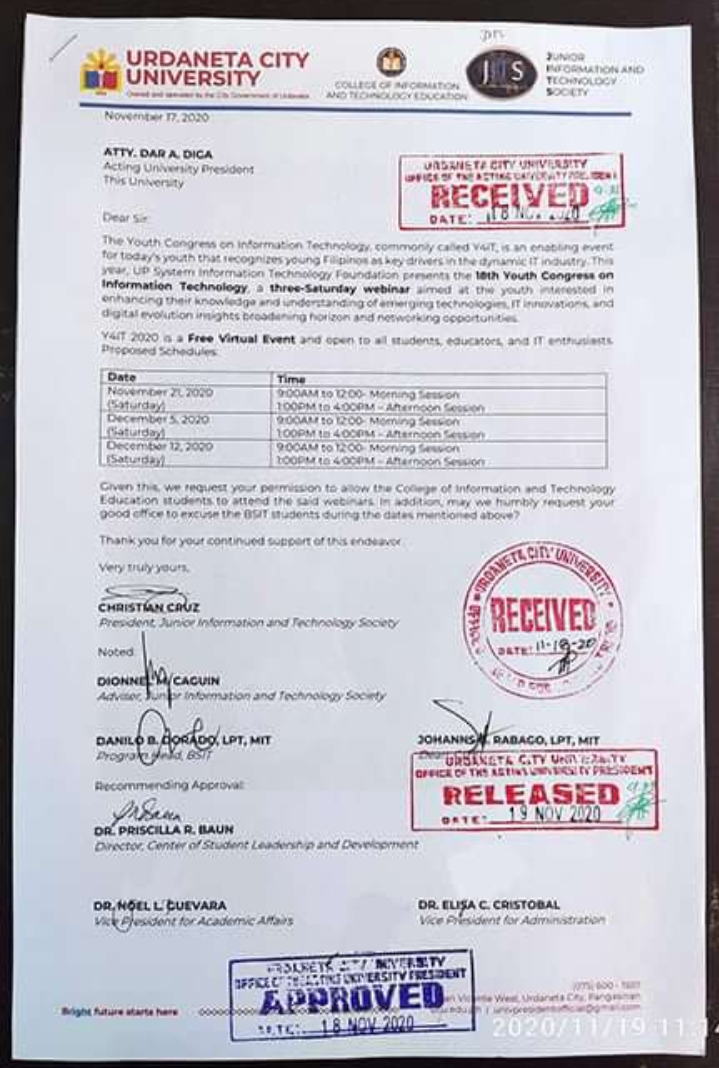 URDANETA CITY
UNIVERSITY
Owned and operated by the City Government of Urdaneta
COLLEGE OF INFORMATION
AND TECHNOLOGY EDUCATION
JITS
JUNIOR
INFORMATION AND
TECHNOLOGY
SOCIETY
November 17, 2020
ATTY. DAR A. DIGA
Acting University President
This University
URDANETA CITY UNIVERSITY
OFFICE OF THE ACTING UNIVERSITY PRESIDENT
RECEIVED
DATE: 18 NOV 2020
Dear Sir:
The Youth Congress on Information Technology, commonly called Y4iT, is an enabling event
for today's youth that recognizes young Filipinos as key drivers in the dynamic IT industry. This
year, UP System Information Technology Foundation presents the 18th Youth Congress on
Information Technology, a three-Saturday webinar aimed at the youth interested in
enhancing their knowledge and understanding of emerging technologies, IT innovations, and
digital evolution insights broadening horizon and networking opportunities.
Y4IT 2020 is a Free Virtual Event and open to all students, educators, and IT enthusiasts.
Proposed Schedules:
Date Time
November 21, 2020 9:00AM to 12:00- Morning Session
(Saturday) 1:00PM to 4:00PM – Afternoon Session
December 5, 2020 9:00AM to 12:00- Morning Session
(Saturday) 1:00PM to 4:00PM – Afternoon Session
December 12, 2020 9:00AM to 12:00- Morning Session
(Saturday) 1:00PM to 4:00PM – Afternoon Session
Given this, we request your permission to allow the College of Information and Technology
Education students to attend the said webinars. In addition, may we humbly request your
good office to excuse the BSIT students during the dates mentioned above?
Thank you for your continued support of this endeavor.
Very truly yours,
CHRISTIAN CRUZ
President, Junior Information and Technology Society
URDANETA CITY UNIVERSITY
RECEIVED
DATE: 11-18-20
Noted:
DIONNE M. CAGUIN
Adviser, Junior Information and Technology Society
DANILO B. DORADO, LPT, MIT
Program Head, BSIT
JOHANNS RABAGO, LPT, MIT
Dean
URDANETA CITY UNIVERSITY
OFFICE OF THE ACTING UNIVERSITY PRESIDENT
RELEASED
DATE: 19 NOV 2020
Recommending Approval:
DR. PRISCILLA R. BAUN
Director, Center of Student Leadership and Development
DR. NOEL L. GUEVARA
Vice President for Academic Affairs
DR. ELISA C. CRISTOBAL
Vice President for Administration
URDANETA CITY UNIVERSITY
OFFICE OF THE ACTING UNIVERSITY PRESIDENT
APPROVED
DATE: 18 NOV 2020
Bright future starts here
(075) 600 -
Vicente West, Urdaneta City, Pangasinan
ucu.edu.ph | univpresidentofficial@gmail.com
2020/11/19 11:14